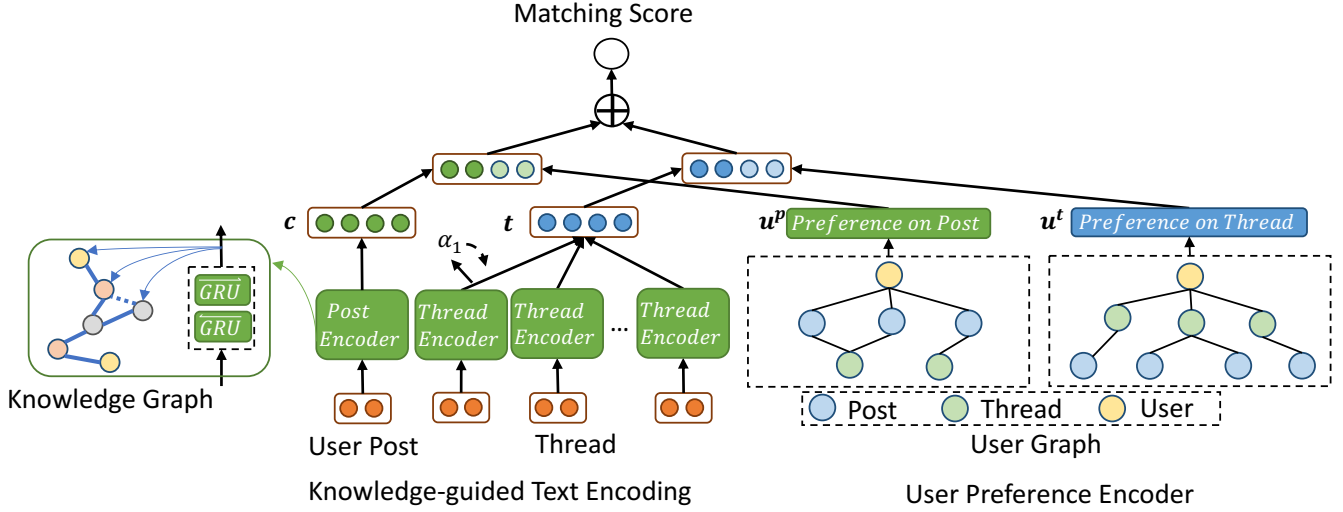 Matching Score
c
t
u^p
Preference on Post
u^t
Preference on Thread
α_1
GRU
GRU
Post
Encoder
Thread
Encoder
Thread
Encoder
...
Thread
Encoder
Knowledge Graph
User Post
Thread
Post
Thread
User
User Graph
Knowledge-guided Text Encoding
User Preference Encoder